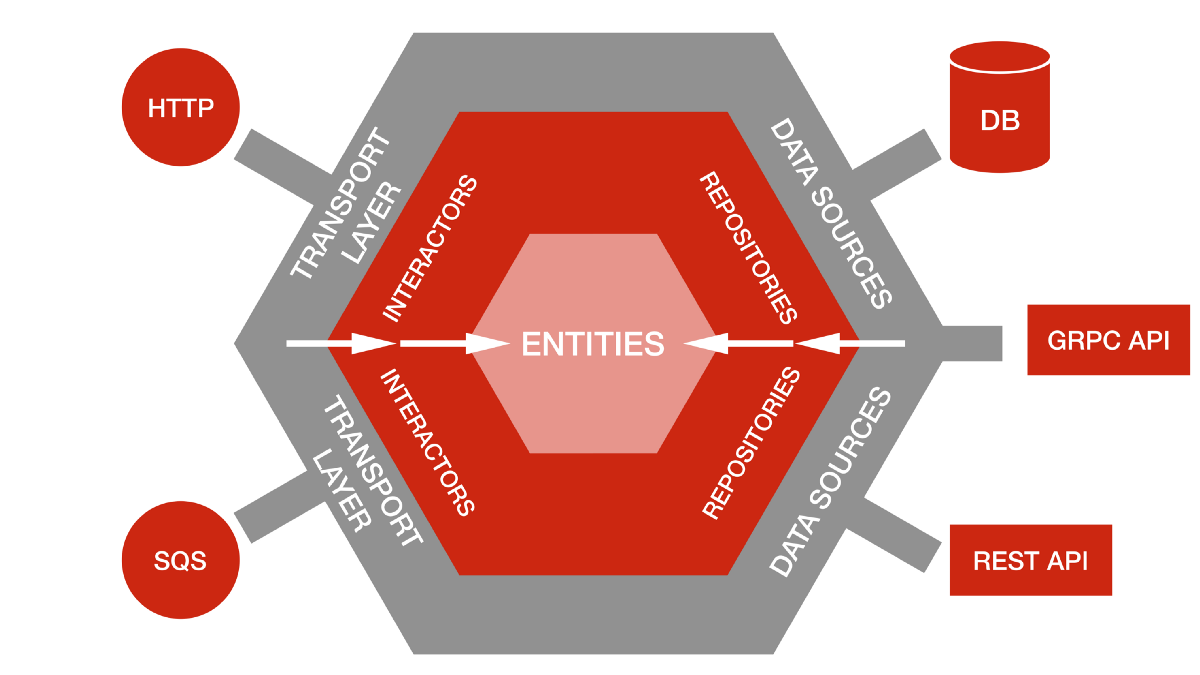 HTTP
TRANSPORT
LAYER
INTERACTORS
REPOSITORIES
DATA SOURCES
DB
ENTITIES
GRPC API
INTERACTORS
TRANSPORT
LAYER
REPOSITORIES
DATA SOURCES
SQS
REST API